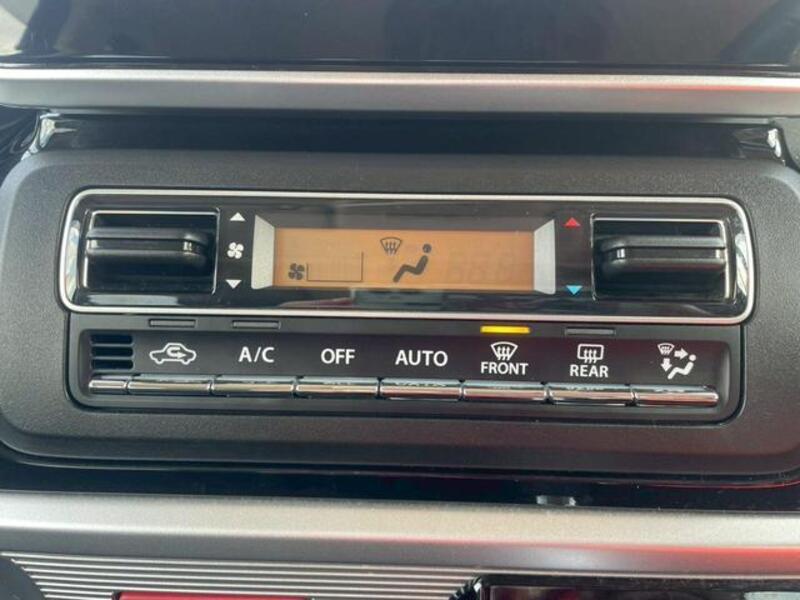 A/C OFF AUTO FRONT REAR